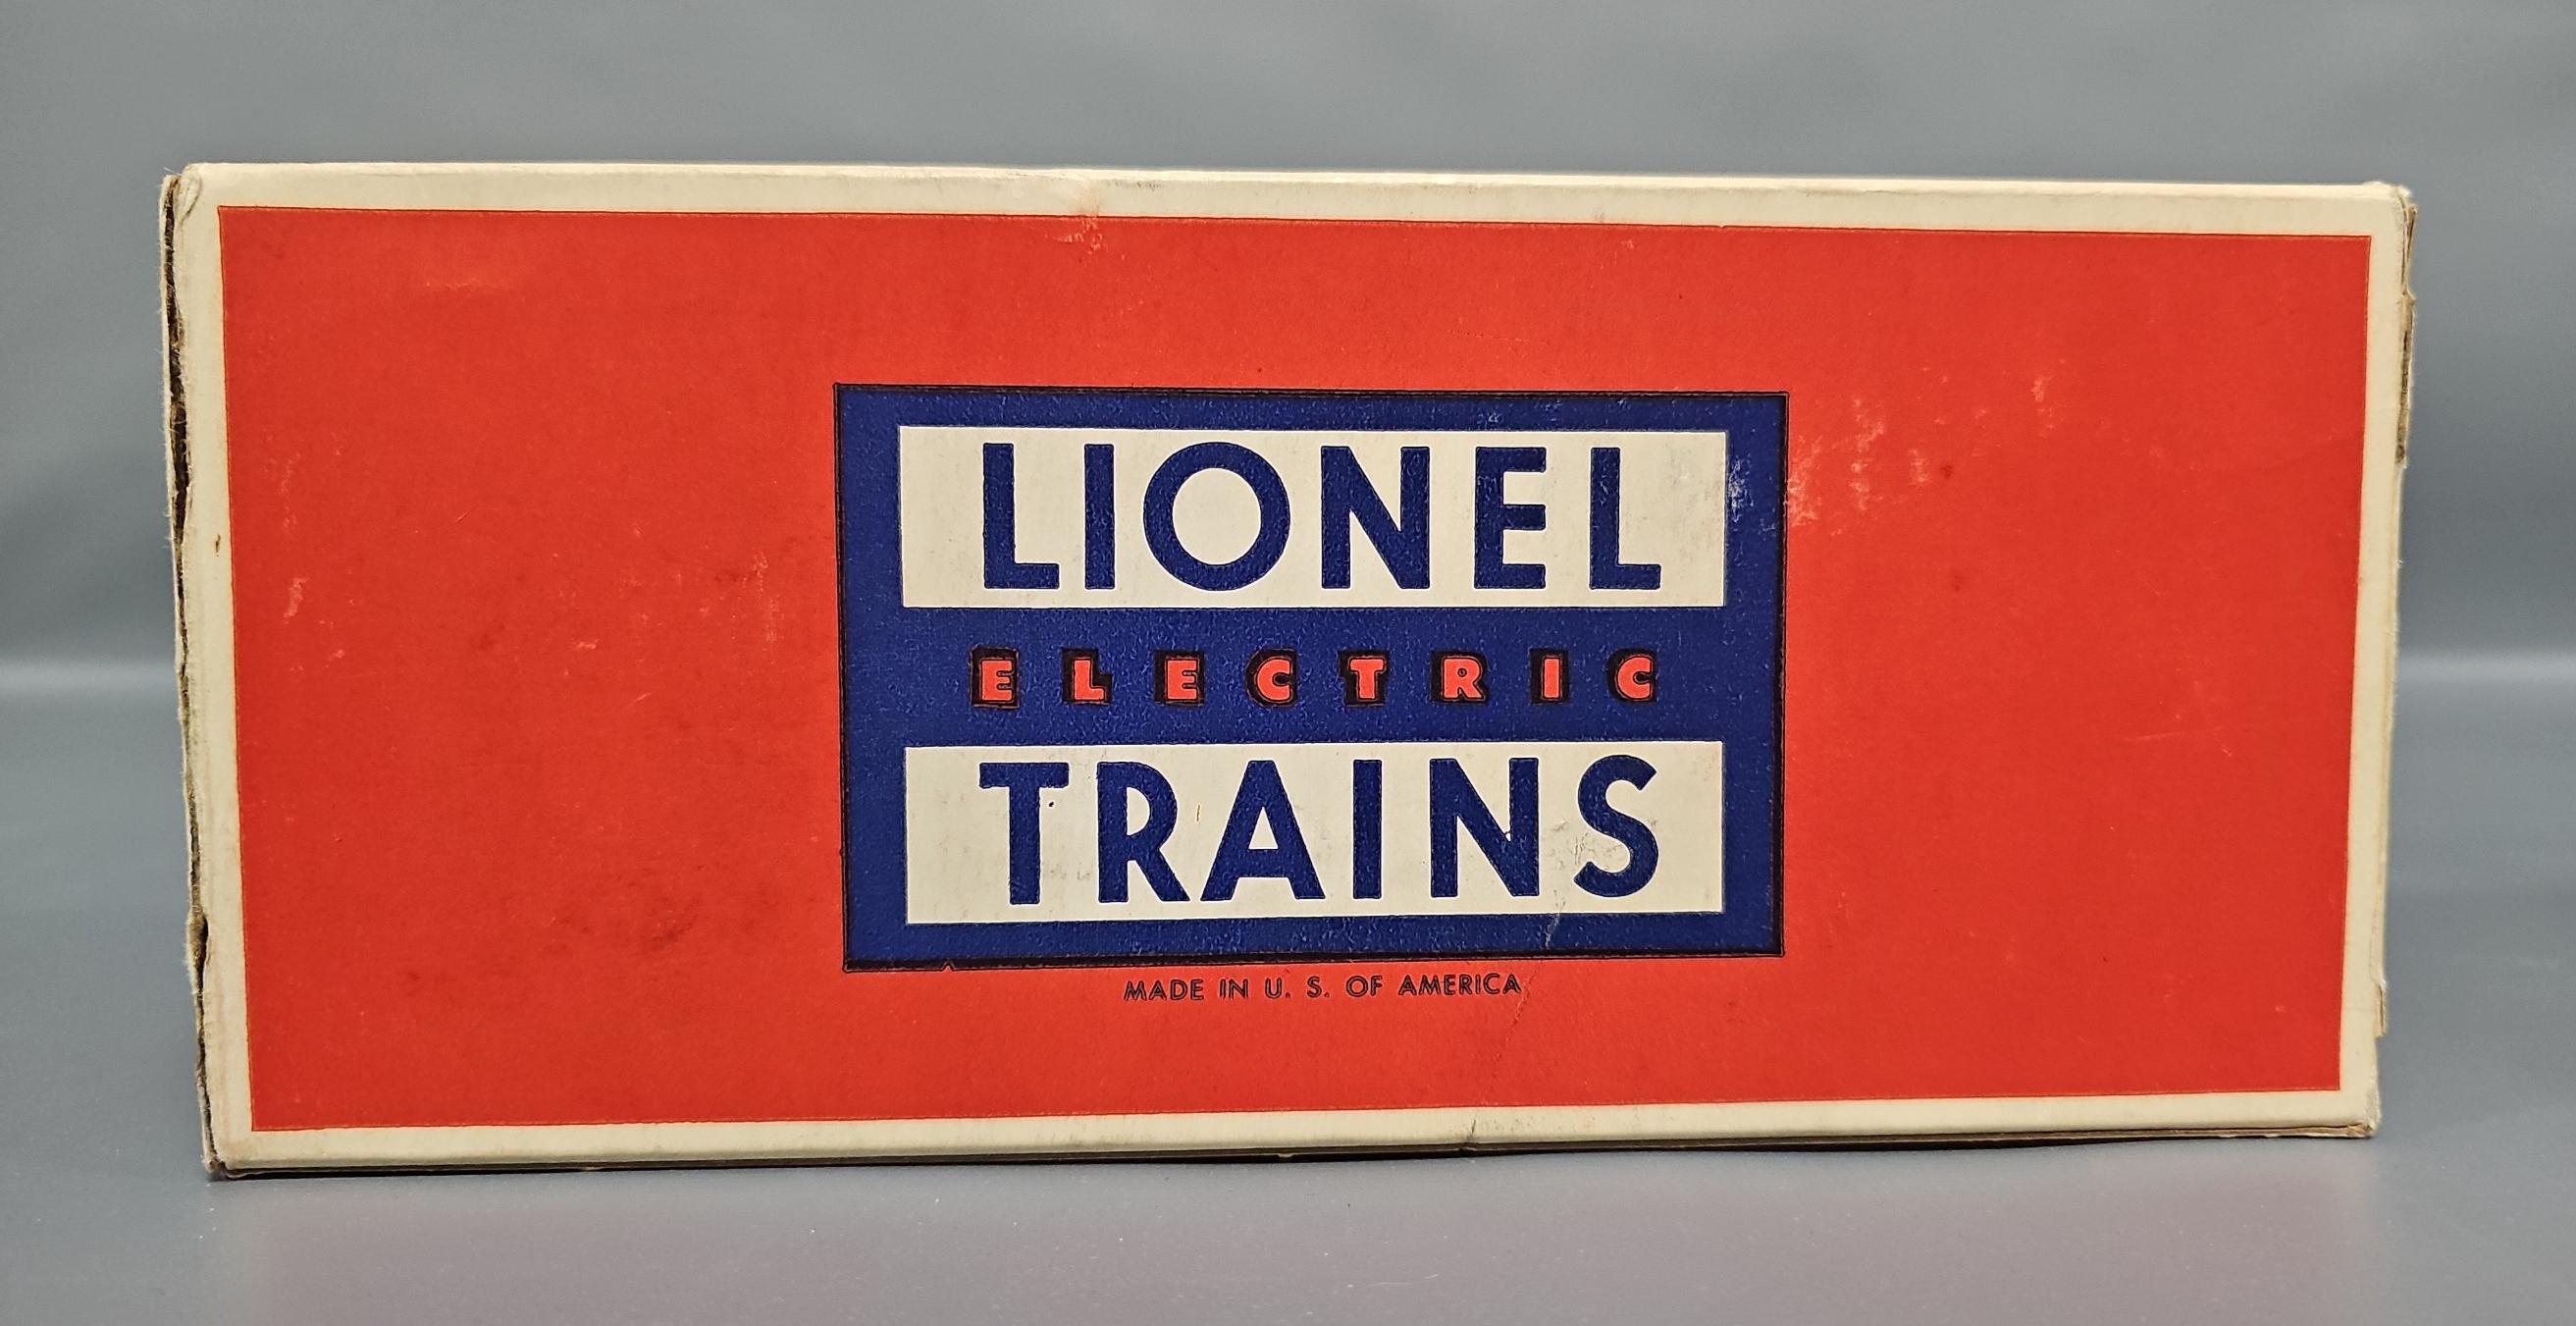 LIONEL
ELECTRIC
TRAINS
MADE IN U. S. OF AMERICA